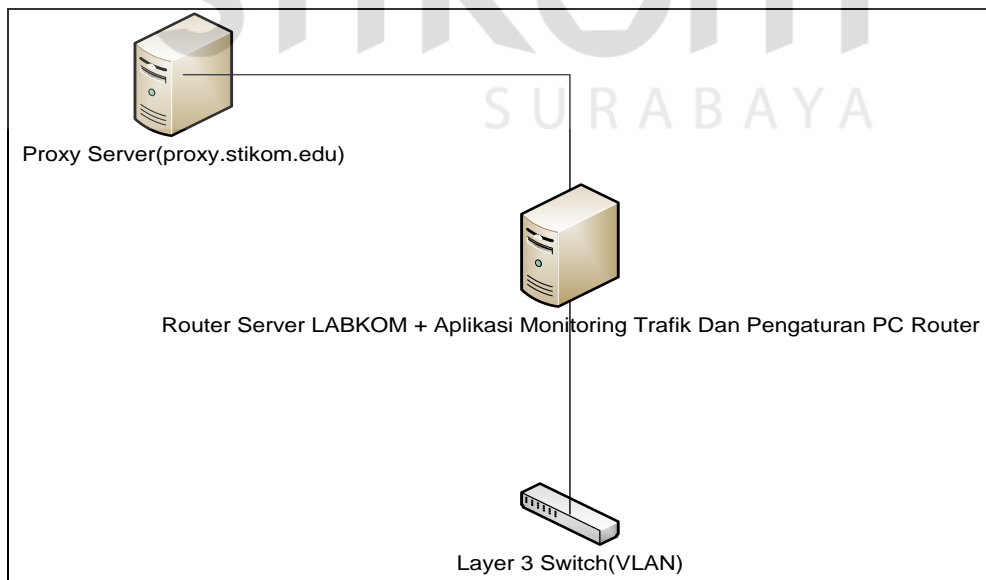 stikom
SURABAYA
Proxy Server(proxy.stikom.edu)
Router Server LABKOM + Aplikasi Monitoring Trafik Dan Pengaturan PC Router
Layer 3 Switch(VLAN)